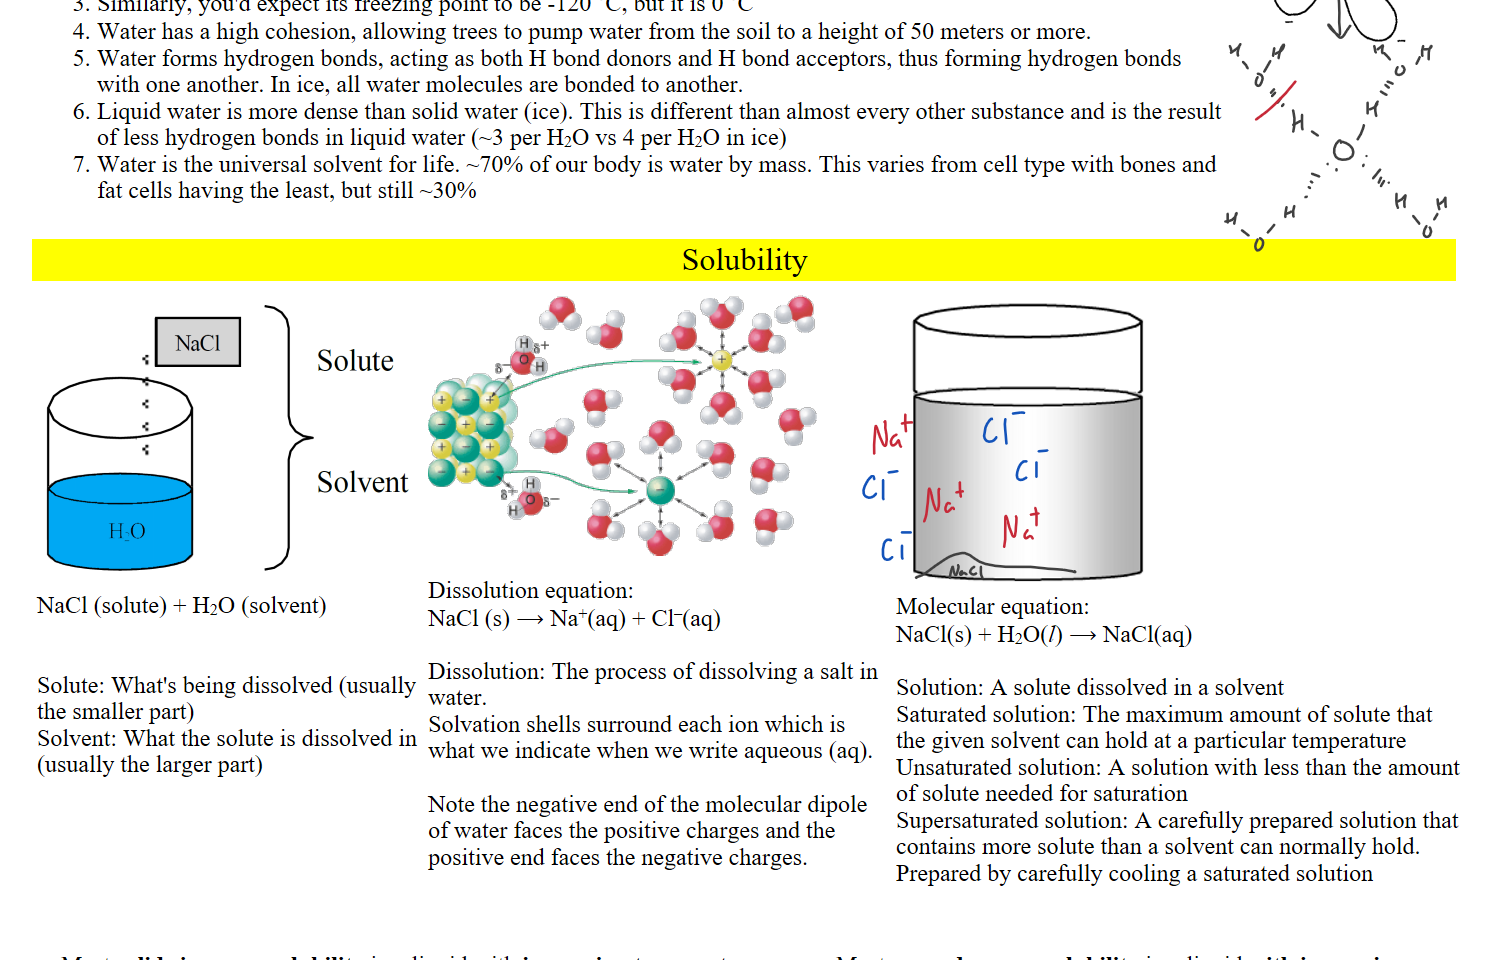 3. Similarly, you'd expect its freezing point to be -120 °C, but it is 0 °C
4. Water has a high cohesion, allowing trees to pump water from the soil to a height of 50 meters or more.
5. Water forms hydrogen bonds, acting as both H bond donors and H bond acceptors, thus forming hydrogen bonds
with one another. In ice, all water molecules are bonded to another.
6. Liquid water is more dense than solid water (ice). This is different than almost every other substance and is the result
of less hydrogen bonds in liquid water (~3 per H₂O vs 4 per H₂O in ice)
7. Water is the universal solvent for life. ~70% of our body is water by mass. This varies from cell type with bones and
fat cells having the least, but still ~30%
H H
O
H H
O
H
H
O
H H
O
H
H H
O
Solubility
NaCl
H₂O
Solute
Solvent
H δ+
δ− O H
+ − +
− + −
+ − +
− + −
δ+ H
O δ−
H
+
−
Na⁺
Cl⁻
Cl⁻
Cl⁻
Cl⁻
Na⁺
Na⁺
NaCl
NaCl (solute) + H₂O (solvent)
Solute: What's being dissolved (usually
the smaller part)
Solvent: What the solute is dissolved in
(usually the larger part)
Dissolution equation:
NaCl (s) ⟶ Na⁺(aq) + Cl⁻(aq)
Dissolution: The process of dissolving a salt in
water.
Solvation shells surround each ion which is
what we indicate when we write aqueous (aq).
Note the negative end of the molecular dipole
of water faces the positive charges and the
positive end faces the negative charges.
Molecular equation:
NaCl(s) + H₂O(l) ⟶ NaCl(aq)
Solution: A solute dissolved in a solvent
Saturated solution: The maximum amount of solute that
the given solvent can hold at a particular temperature
Unsaturated solution: A solution with less than the amount
of solute needed for saturation
Supersaturated solution: A carefully prepared solution that
contains more solute than a solvent can normally hold.
Prepared by carefully cooling a saturated solution